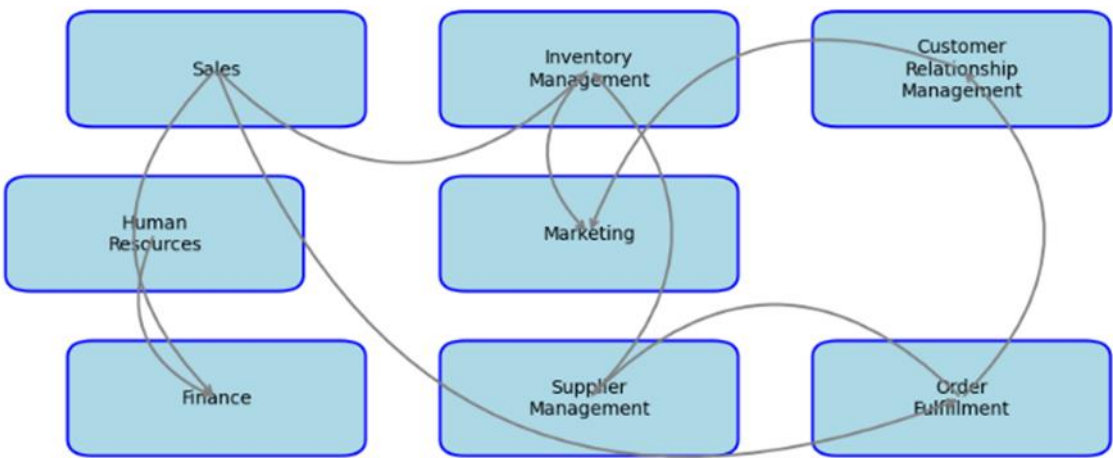 Sales
Inventory
Management
Customer
Relationship
Management
Human
Resources
Marketing
Finance
Supplier
Management
Order
Fulfillment